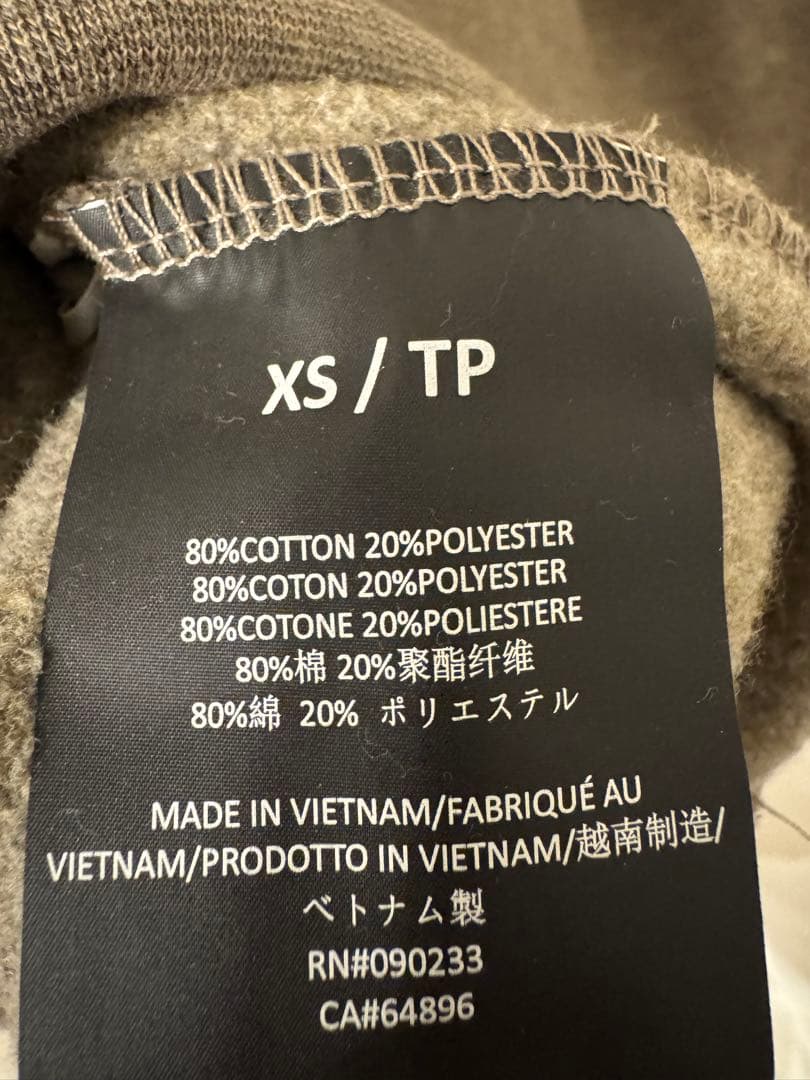 XS / TP
80%COTTON 20%POLYESTER
80%COTON 20%POLYESTER
80%COTONE 20%POLIESTERE
80%棉 20%聚酯纤维
80%綿 20% ポリエステル
MADE IN VIETNAM/FABRIQUÉ AU
VIETNAM/PRODOTTO IN VIETNAM/越南制造/
ベトナム製
RN#090233
CA#64896